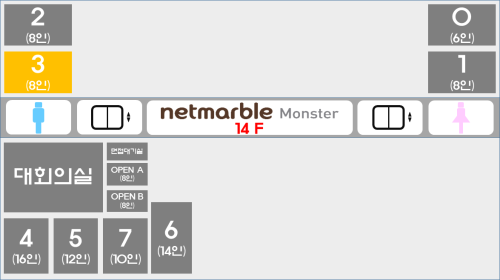 2
(8인)
O
(6인)
3
(8인)
1
(8인)
netmarble Monster
14 F
대회의실
면접대기실
OPEN A
(8인)
OPEN B
(8인)
4
(16인)
5
(12인)
7
(10인)
6
(14인)